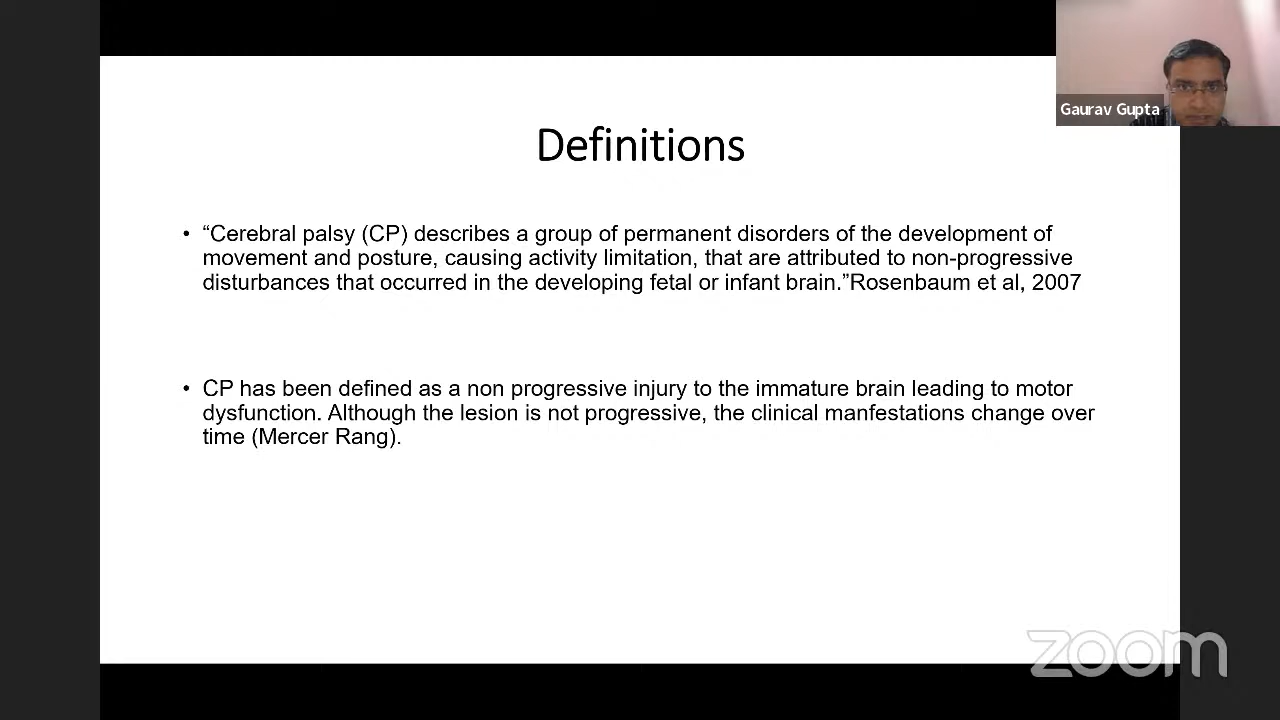 Gaurav Gupta
Definitions
• “Cerebral palsy (CP) describes a group of permanent disorders of the development of
movement and posture, causing activity limitation, that are attributed to non-progressive
disturbances that occurred in the developing fetal or infant brain.”Rosenbaum et al, 2007
• CP has been defined as a non progressive injury to the immature brain leading to motor
dysfunction. Although the lesion is not progressive, the clinical manfestations change over
time (Mercer Rang).
zoom